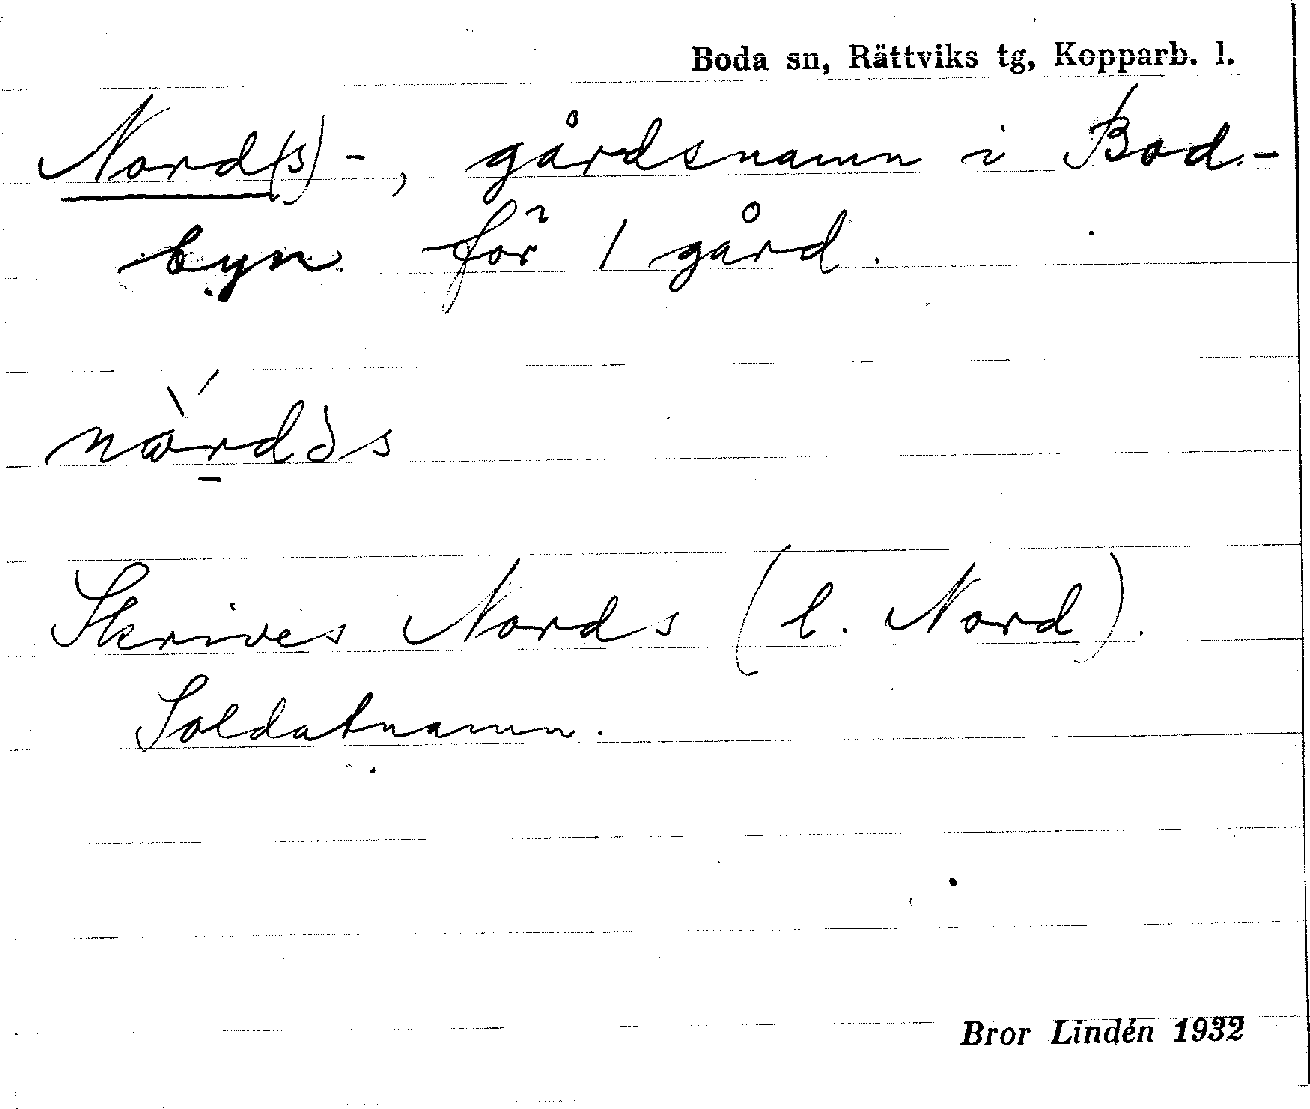 Boda sn, Rättviks tg, Kopparb. l.
Nord(s)-, gårdsnamn i Bod-
byn för 1 gård.
Skrives Nords (l. Nord).
Soldatnamn.
Bror Lindén 1932